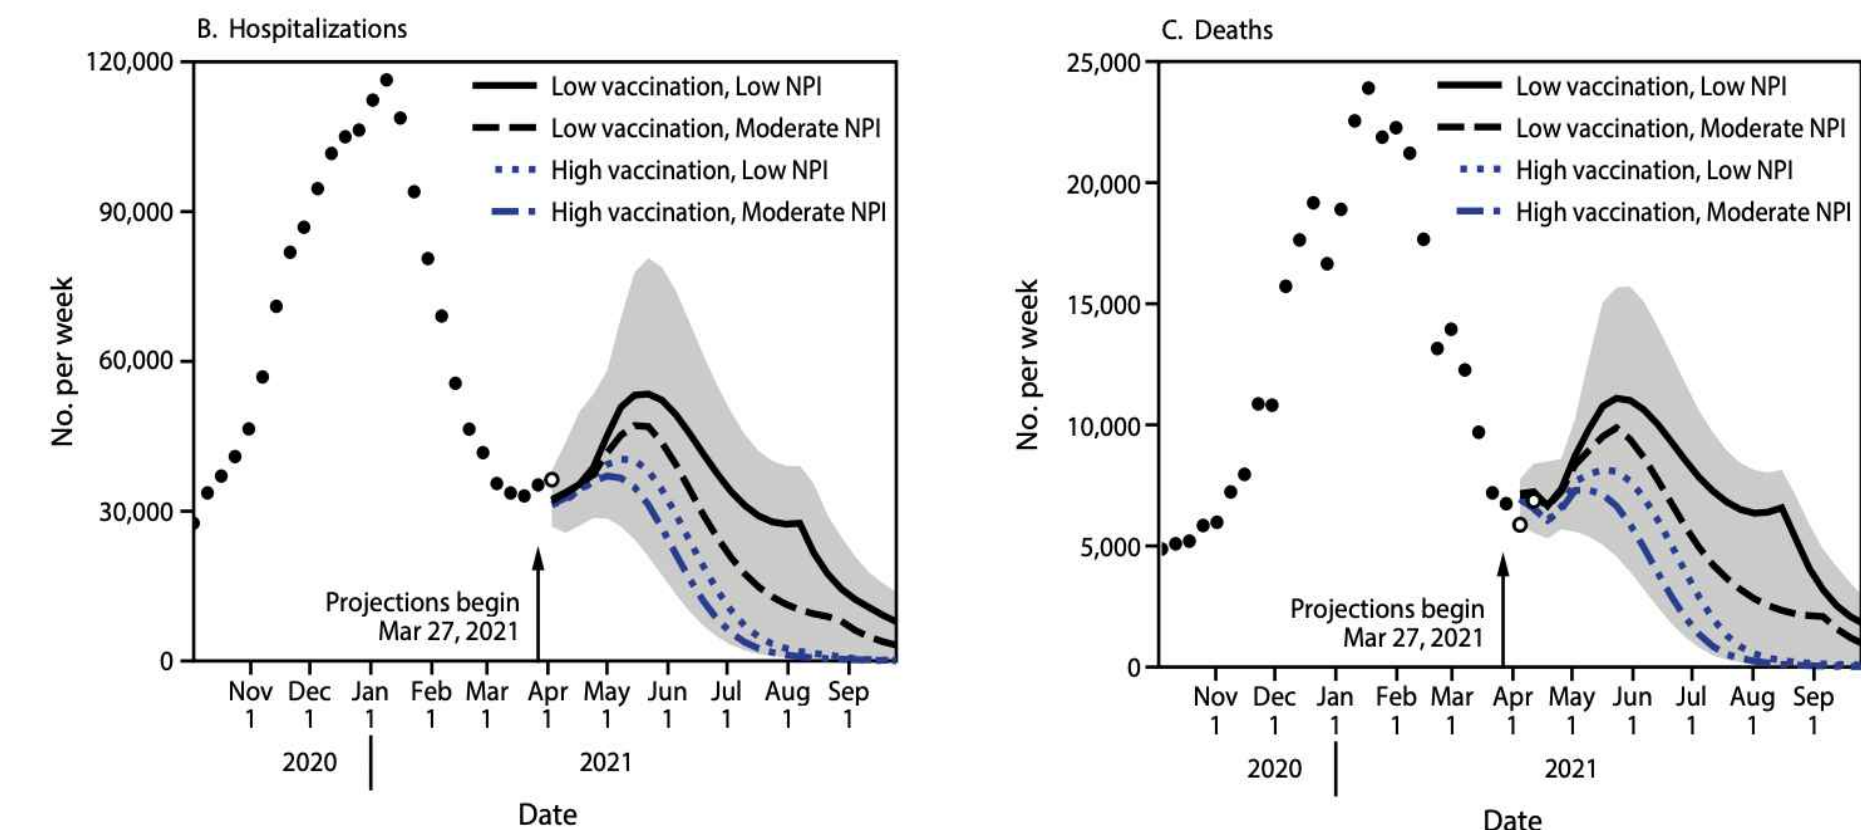 B. Hospitalizations
120,000
90,000
60,000
30,000
0
No. per week
Low vaccination, Low NPI
Low vaccination, Moderate NPI
High vaccination, Low NPI
High vaccination, Moderate NPI
Projections begin
Mar 27, 2021
Nov Dec Jan Feb Mar Apr May Jun Jul Aug Sep
1 1 1 1 1 1 1 1 1 1 1
2020 2021
Date
C. Deaths
25,000
20,000
15,000
10,000
5,000
0
No. per week
Low vaccination, Low NPI
Low vaccination, Moderate NPI
High vaccination, Low NPI
High vaccination, Moderate NPI
Projections begin
Mar 27, 2021
Nov Dec Jan Feb Mar Apr May Jun Jul Aug Sep
1 1 1 1 1 1 1 1 1 1 1
2020 2021
Date